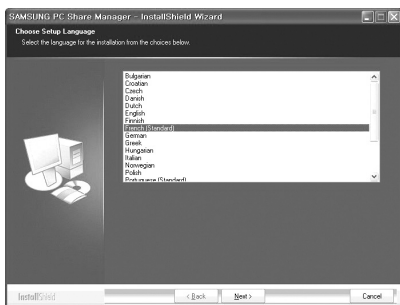 SAMSUNG PC Share Manager - InstallShield Wizard
Choose Setup Language
Select the language for the installation from the choices below.
Bulgarian
Croatian
Czech
Danish
Dutch
English
Finnish
French (Standard)
German
Greek
Hungarian
Italian
Norwegian
Polish
Portuguese (Standard)
InstallShield
< Back
Next >
Cancel